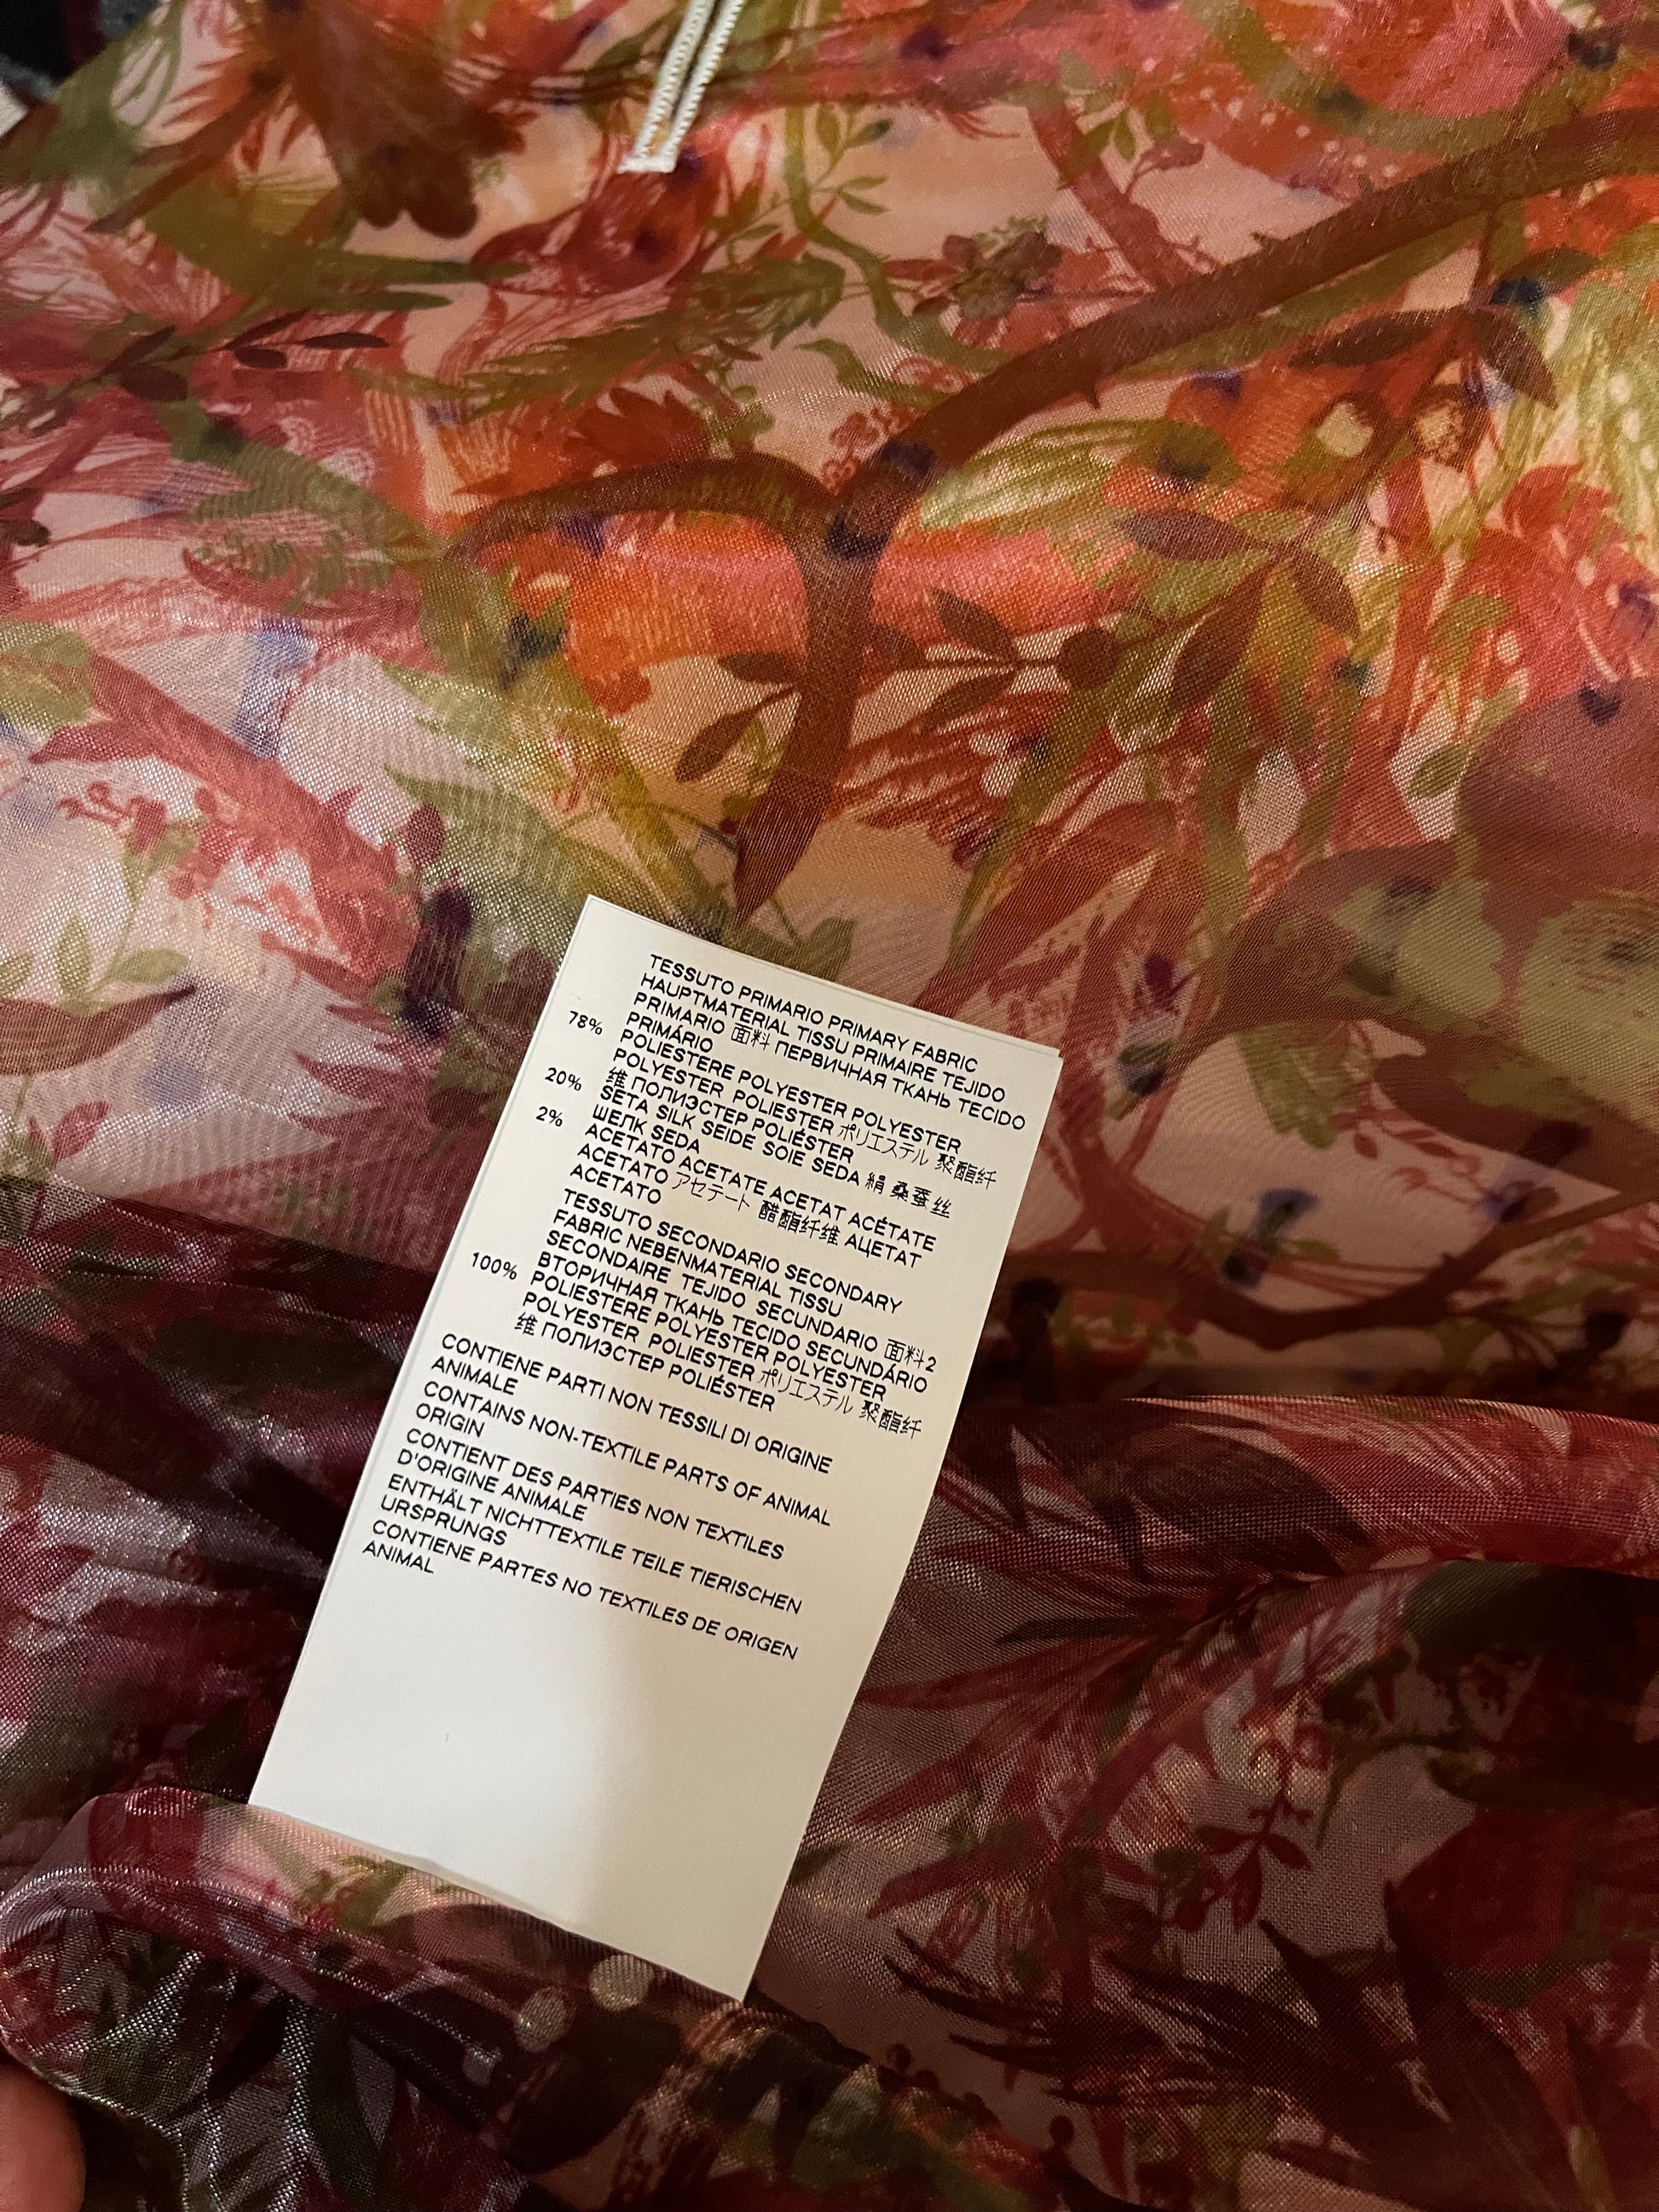 TESSUTO PRIMARIO PRIMARY FABRIC
HAUPTMATERIAL TISSU PRIMAIRE TEJIDO
PRIMARIO 面料 ПЕРВИЧНАЯ ТКАНЬ TECIDO
PRIMÁRIO
78% POLIESTERE POLYESTER POLYESTER
POLYESTER POLIESTER ポリエステル 聚酯纤
维 ПОЛИЭСТЕР POLIÉSTER
20% SETA SILK SEIDE SOIE SEDA 絹 桑蚕丝
ШЕЛК SEDA
2% ACETATO ACETATE ACETAT ACÉTATE
ACETATO アセテート 醋酯纤维 АЦЕТАТ
ACETATO
TESSUTO SECONDARIO SECONDARY
FABRIC NEBENMATERIAL TISSU
SECONDAIRE TEJIDO SECUNDARIO 面料2
ВТОРИЧНАЯ ТКАНЬ TECIDO SECUNDÁRIO
100% POLIESTERE POLYESTER POLYESTER
POLYESTER POLIESTER ポリエステル 聚酯纤
维 ПОЛИЭСТЕР POLIÉSTER
CONTIENE PARTI NON TESSILI DI ORIGINE
ANIMALE
CONTAINS NON-TEXTILE PARTS OF ANIMAL
ORIGIN
CONTIENT DES PARTIES NON TEXTILES
D'ORIGINE ANIMALE
ENTHÄLT NICHTTEXTILE TEILE TIERISCHEN
URSPRUNGS
CONTIENE PARTES NO TEXTILES DE ORIGEN
ANIMAL